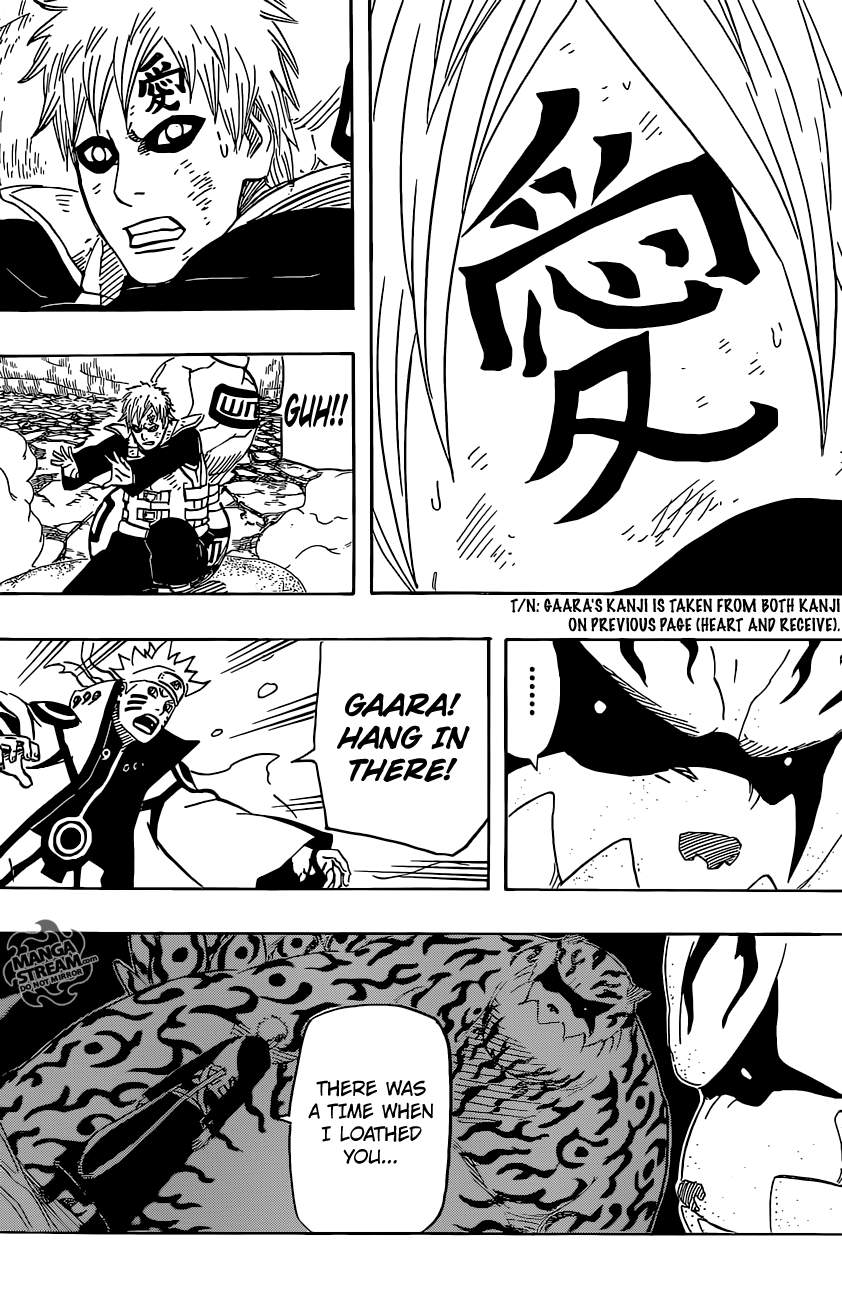 愛
T/N: GAARA'S KANJI IS TAKEN FROM BOTH KANJI
ON PREVIOUS PAGE (HEART AND RECEIVE).
愛
GUH!!
......
GAARA!
HANG IN
THERE!
THERE WAS
A TIME WHEN
I LOATHED
YOU...
MANGA
STREAM.com
DO NOT MIRROR